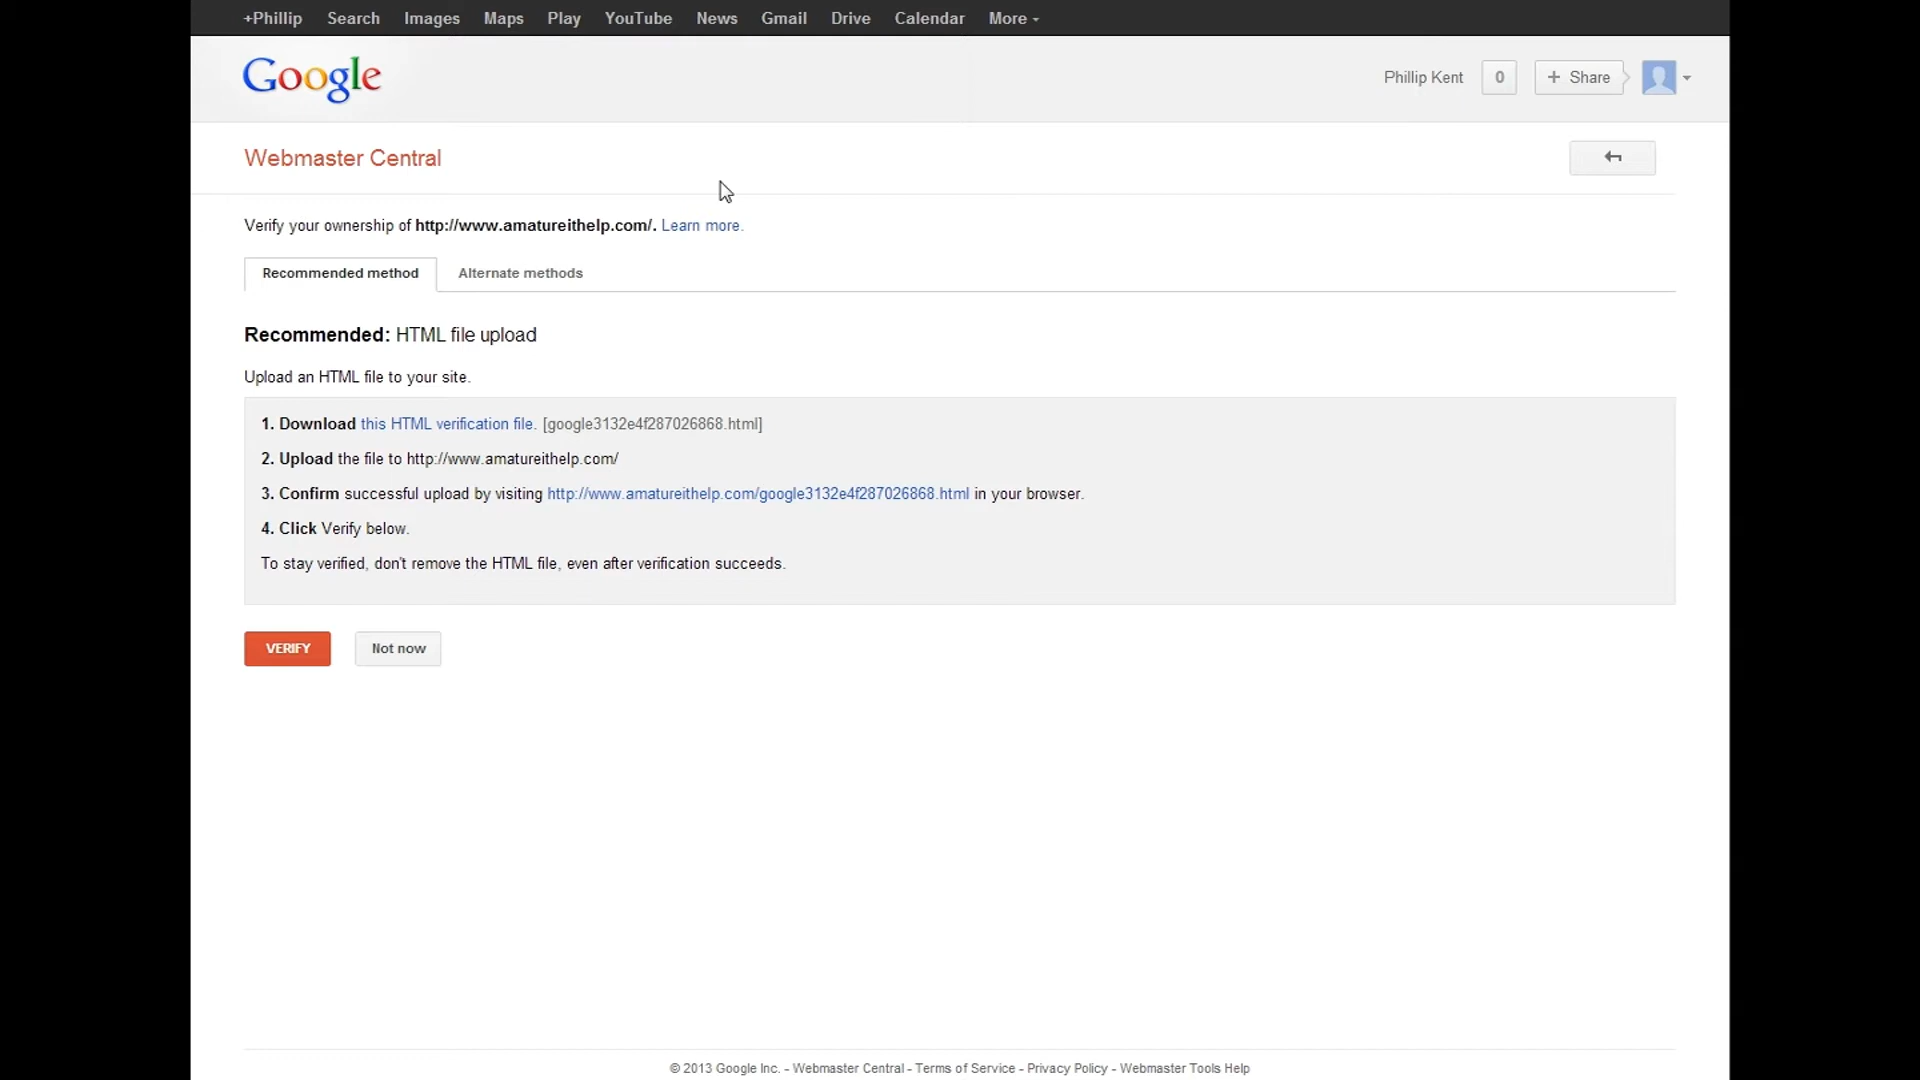 +Phillip Search Images Maps Play YouTube News Gmail Drive Calendar More
Google
Phillip Kent 0 + Share
Webmaster Central
Verify your ownership of http://www.amatureithelp.com/. Learn more.
Recommended method Alternate methods
Recommended: HTML file upload
Upload an HTML file to your site.
1. Download this HTML verification file. [google3132e4f287026868.html]
2. Upload the file to http://www.amatureithelp.com/
3. Confirm successful upload by visiting http://www.amatureithelp.com/google3132e4f287026868.html in your browser.
4. Click Verify below.
To stay verified, don't remove the HTML file, even after verification succeeds.
VERIFY Not now
© 2013 Google Inc. - Webmaster Central - Terms of Service - Privacy Policy - Webmaster Tools Help